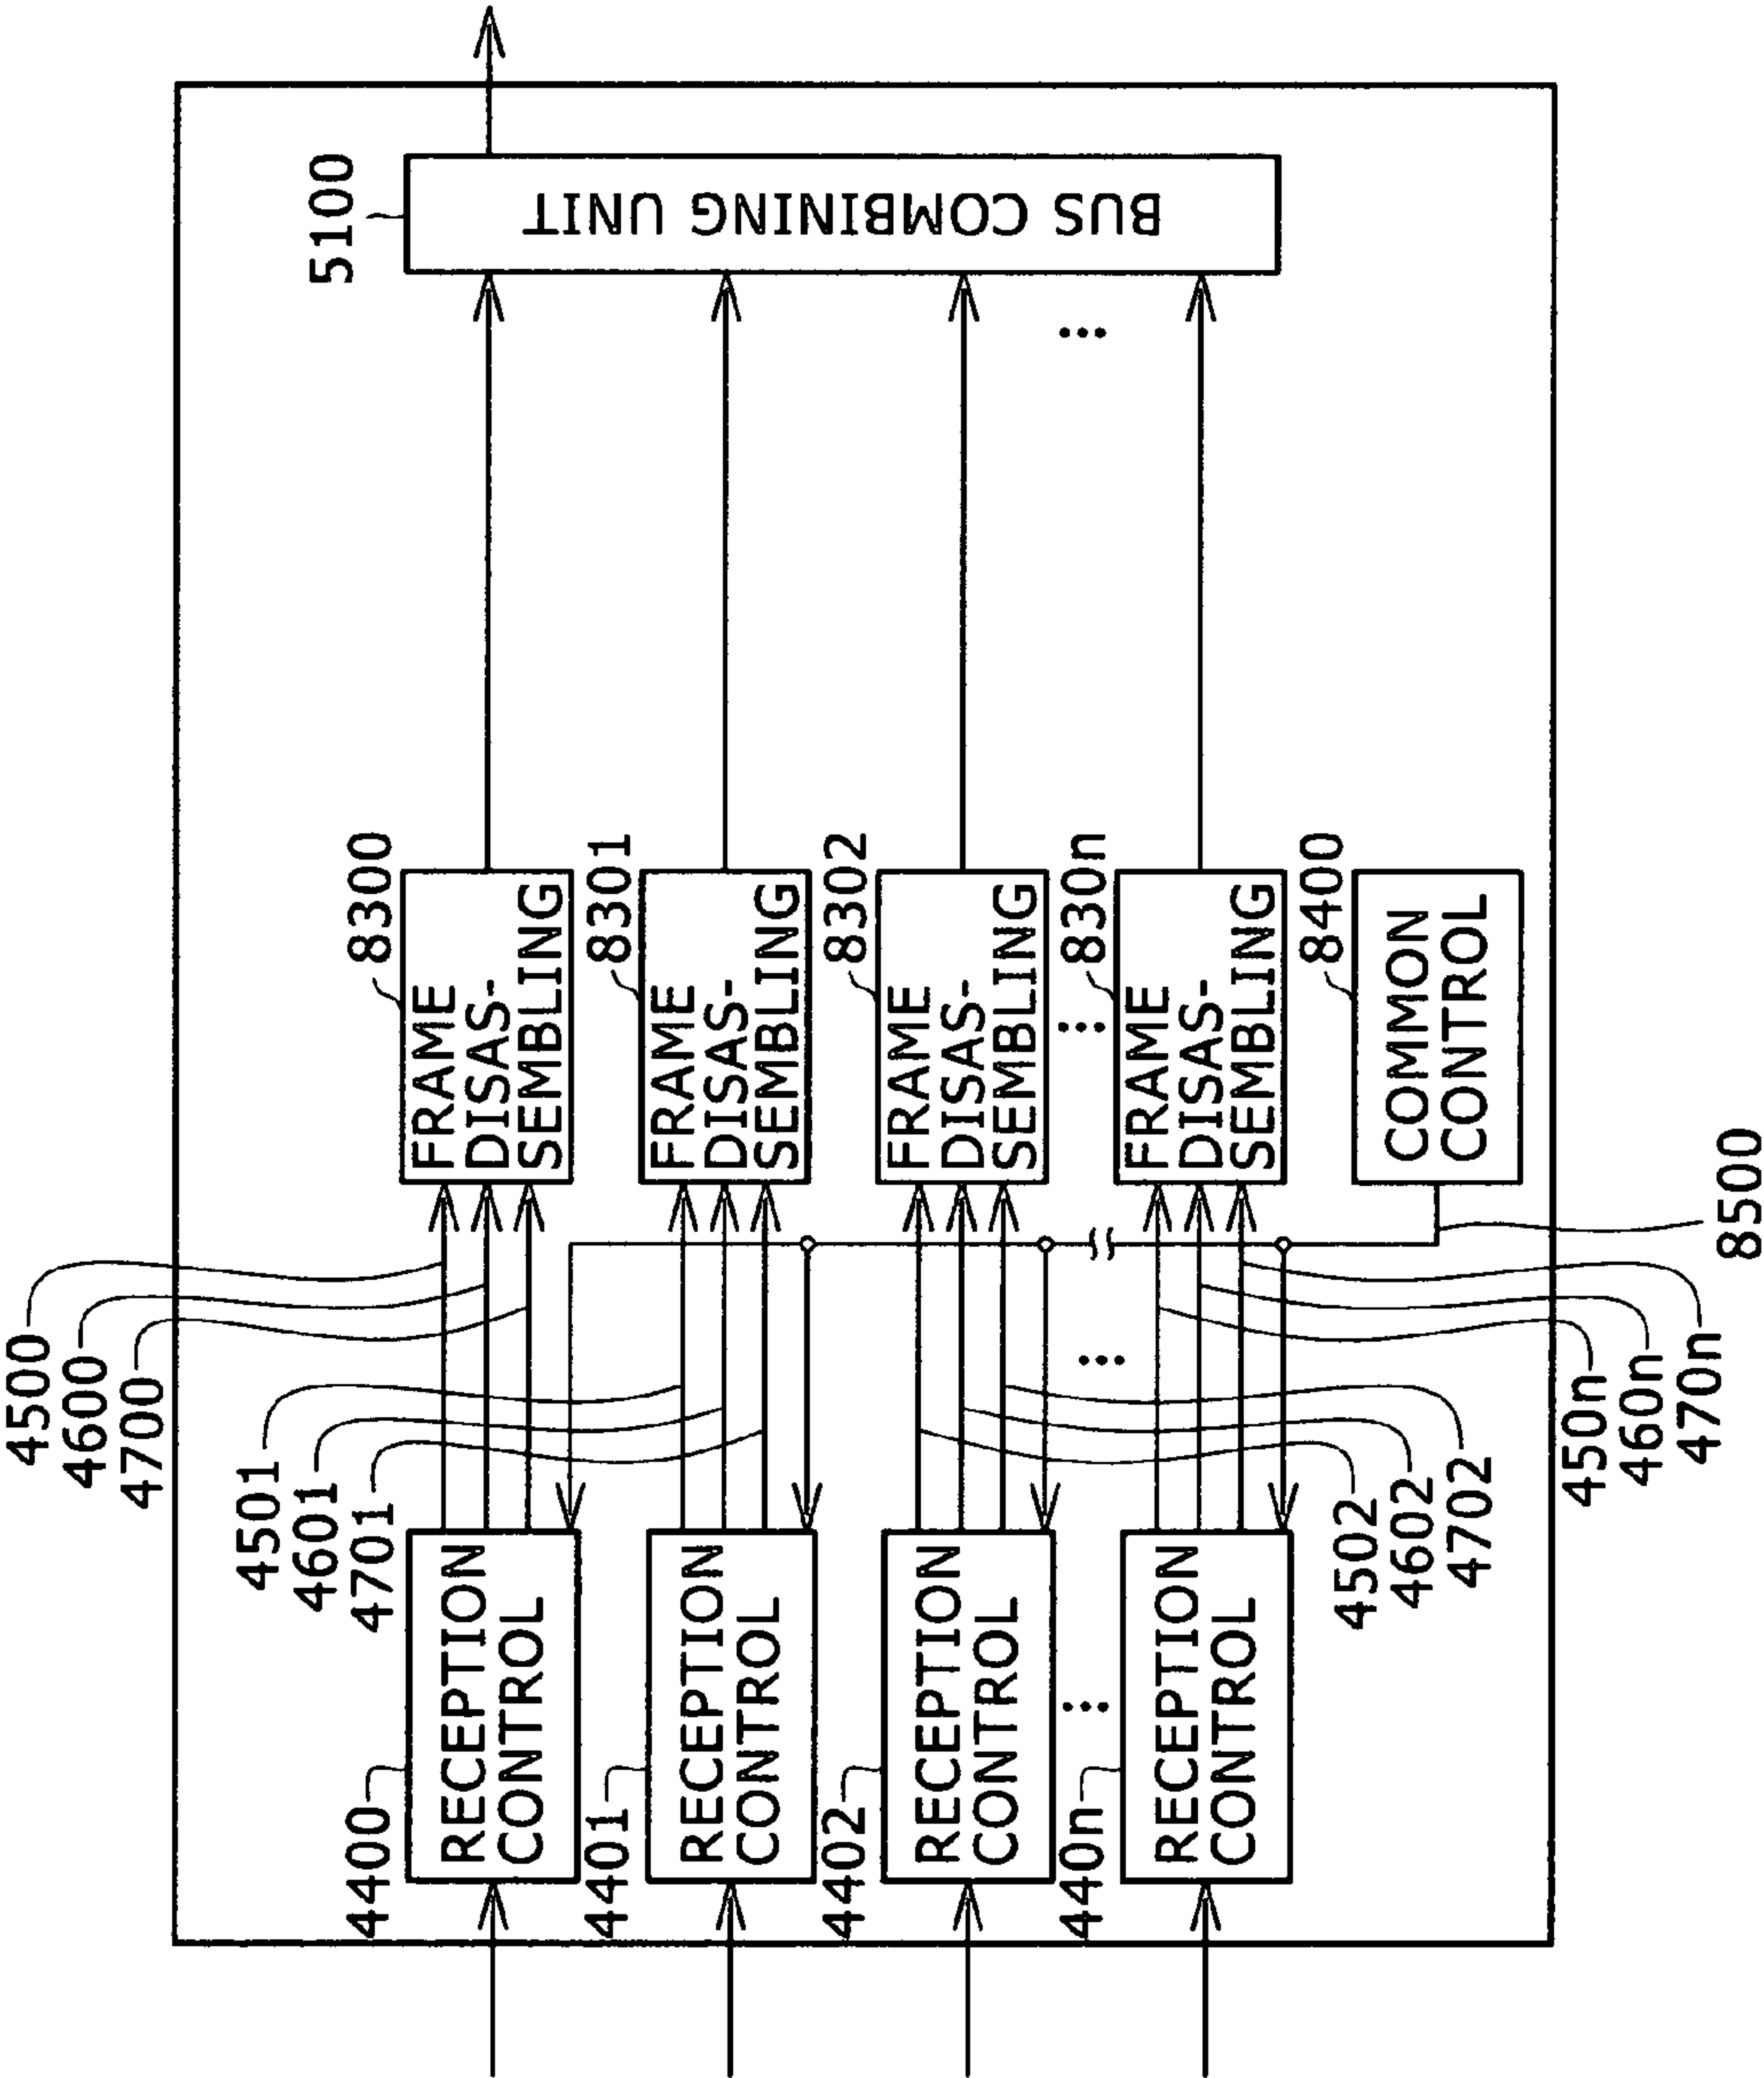 5100
BUS COMBINING UNIT
8300
FRAME
DISAS-
SEMBLING
8301
FRAME
DISAS-
SEMBLING
8302
FRAME
DISAS-
SEMBLING
830n
FRAME
DISAS-
SEMBLING
8400
COMMON
CONTROL
8500
4500
4600
4700
4501
4601
4701
4502
4602
4702
450n
460n
470n
4400
RECEPTION
CONTROL
4401
RECEPTION
CONTROL
4402
RECEPTION
CONTROL
440n
RECEPTION
CONTROL